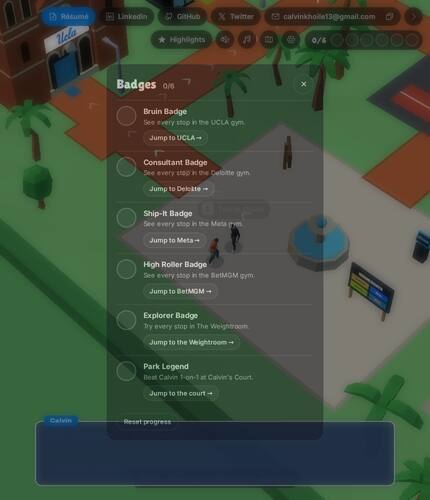 Résumé
LinkedIn
GitHub
Twitter
calvinkhoile13@gmail.com
Ucla
Highlights
0/6
Badges 0/6
Bruin Badge
See every stop in the UCLA gym.
Jump to UCLA →
Consultant Badge
See every stop in the Deloitte gym.
Jump to Deloitte →
Ship-It Badge
See every stop in the Meta gym.
Jump to Meta →
High Roller Badge
See every stop in the BetMGM gym.
Jump to BetMGM →
Explorer Badge
Try every stop in The Weightroom.
Jump to the Weightroom →
Park Legend
Beat Calvin 1-on-1 at Calvin's Court.
Jump to the court →
Reset progress
Calvin